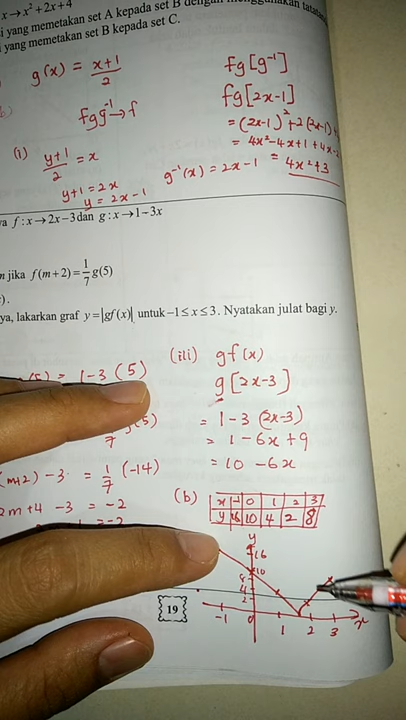 x→x²+2x+4
yang memetakan set A kepada set B dengan
yang memetakan set B kepada set C.
g(x) = x+1/2
fgg⁻¹→f
(i) y+1/2 = x
y+1 = 2x
y = 2x-1
g⁻¹(x) = 2x-1
fg[g⁻¹]
fg[2x-1]
= (2x-1)²+2(2x-1)
= 4x²-4x+1+4x-2
= 4x²+3
f : x→2x−3 dan g : x→1−3x
jika f(m+2) = 1/7 g(5)
lakarkan graf y=|gf(x)| untuk −1≤x≤3. Nyatakan julat bagi y.
= 1-3(5)
(5)
-3 = 1/7 (-14)
m+4 -3 = -2
(iii) gf(x)
g[2x-3]
= 1-3(2x-3)
= 1-6x+9
= 10-6x
(b)
x -1 0 1 2 3
y 16 10 4 2 8
y
16
10
8
4
2
-1 0 1 2 3 x
19